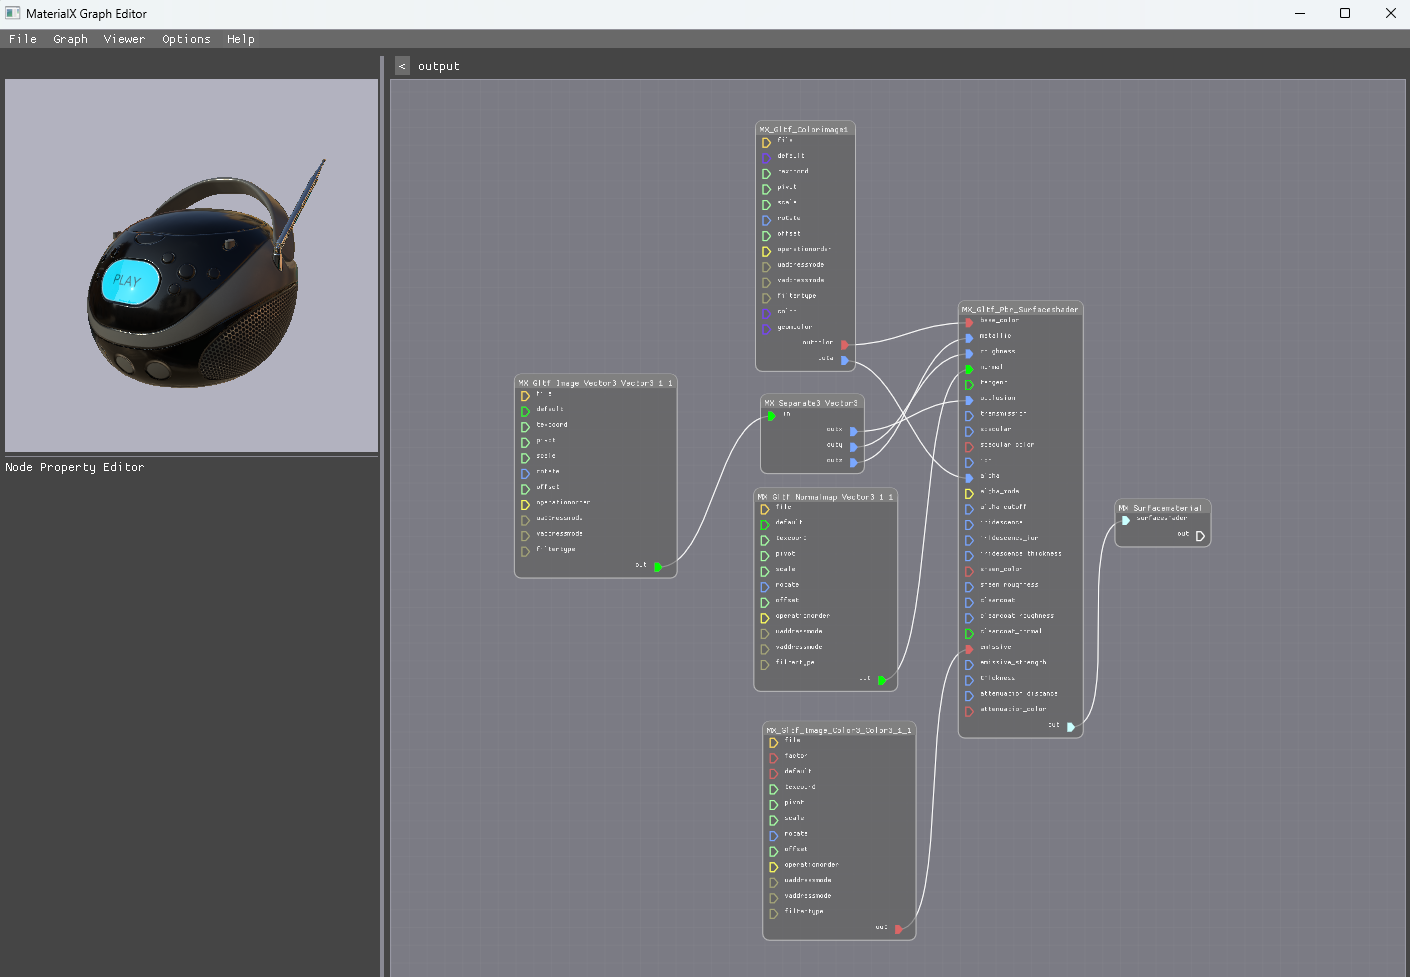 MaterialX Graph Editor
File Graph Viewer Options Help
< output
PLAY
Node Property Editor
MX_Gltf_Colorimage1
file
default
texcoord
pivot
scale
rotate
offset
operationorder
uaddressmode
vaddressmode
filtertype
color
geomcolor
outcolor
outa
MX_Gltf_Image_Vector3_Vector3_1_1
file
default
texcoord
pivot
scale
rotate
offset
operationorder
uaddressmode
vaddressmode
filtertype
out
MX_Separate3_Vector3
in
outx
outy
outz
MX_Gltf_Normalmap_Vector3_1_1
file
default
texcoord
pivot
scale
rotate
offset
operationorder
uaddressmode
vaddressmode
filtertype
out
MX_Gltf_Image_Color3_Color3_1_1
file
factor
default
texcoord
pivot
scale
rotate
offset
operationorder
uaddressmode
vaddressmode
filtertype
out
MX_Gltf_Pbr_Surfaceshader
base_color
metallic
roughness
normal
tangent
occlusion
transmission
specular
specular_color
ior
alpha
alpha_mode
alpha_cutoff
iridescence
iridescence_ior
iridescence_thickness
sheen_color
sheen_roughness
clearcoat
clearcoat_roughness
clearcoat_normal
emissive
emissive_strength
thickness
attenuation_distance
attenuation_color
out
MX_Surfacematerial
surfaceshader
out